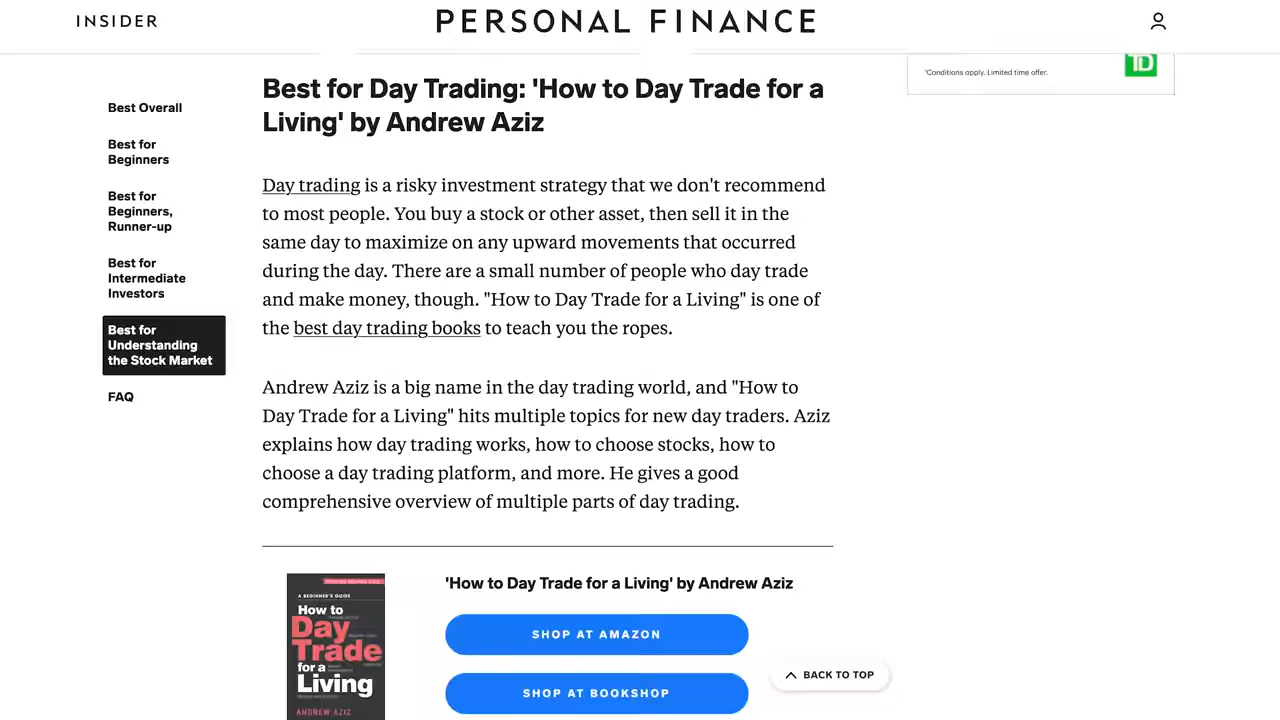 INSIDER
PERSONAL FINANCE
*Conditions apply. Limited time offer.
TD
Best Overall
Best for
Beginners
Best for
Beginners,
Runner-up
Best for
Intermediate
Investors
Best for
Understanding
the Stock Market
FAQ
Best for Day Trading: 'How to Day Trade for a
Living' by Andrew Aziz
Day trading is a risky investment strategy that we don't recommend
to most people. You buy a stock or other asset, then sell it in the
same day to maximize on any upward movements that occurred
during the day. There are a small number of people who day trade
and make money, though. "How to Day Trade for a Living" is one of
the best day trading books to teach you the ropes.
Andrew Aziz is a big name in the day trading world, and "How to
Day Trade for a Living" hits multiple topics for new day traders. Aziz
explains how day trading works, how to choose stocks, how to
choose a day trading platform, and more. He gives a good
comprehensive overview of multiple parts of day trading.
A BEGINNER'S GUIDE
How to
Day
Trade
for a
Living
ANDREW AZIZ
'How to Day Trade for a Living' by Andrew Aziz
SHOP AT AMAZON
SHOP AT BOOKSHOP
BACK TO TOP